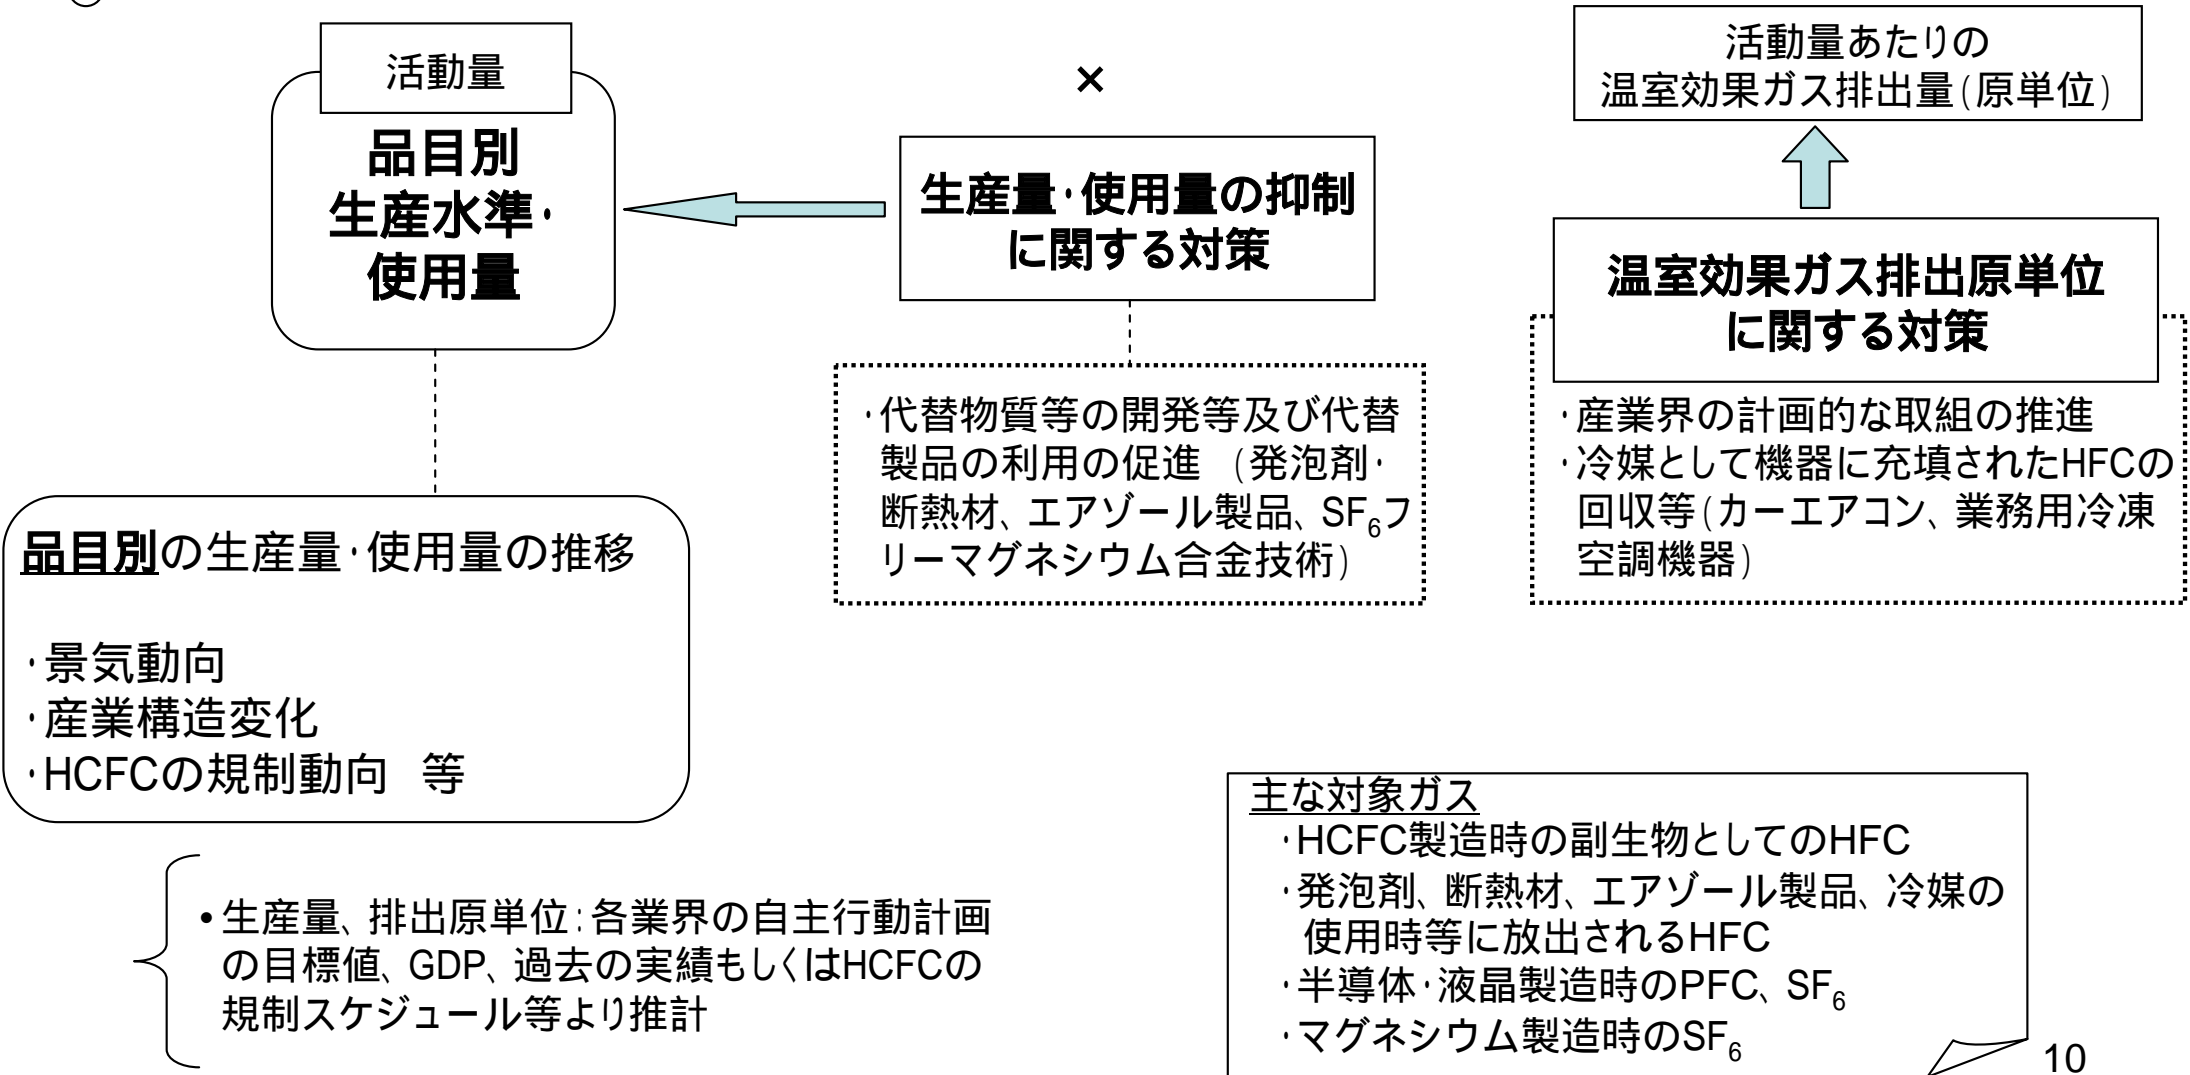 活動量
品目別
生産水準・
使用量
×
活動量あたりの
温室効果ガス排出量(原単位)
生産量・使用量の抑制
に関する対策
温室効果ガス排出原単位
に関する対策
・代替物質等の開発等及び代替
製品の利用の促進 (発泡剤・
断熱材、エアゾール製品、SF₆フ
リーマグネシウム合金技術)
・産業界の計画的な取組の推進
・冷媒として機器に充填されたHFCの
回収等(カーエアコン、業務用冷凍
空調機器)
品目別の生産量・使用量の推移
・景気動向
・産業構造変化
・HCFCの規制動向 等
• 生産量、排出原単位:各業界の自主行動計画
の目標値、GDP、過去の実績もしくはHCFCの
規制スケジュール等より推計
主な対象ガス
・HCFC製造時の副生物としてのHFC
・発泡剤、断熱材、エアゾール製品、冷媒の
使用時等に放出されるHFC
・半導体・液晶製造時のPFC、SF₆
・マグネシウム製造時のSF₆
10